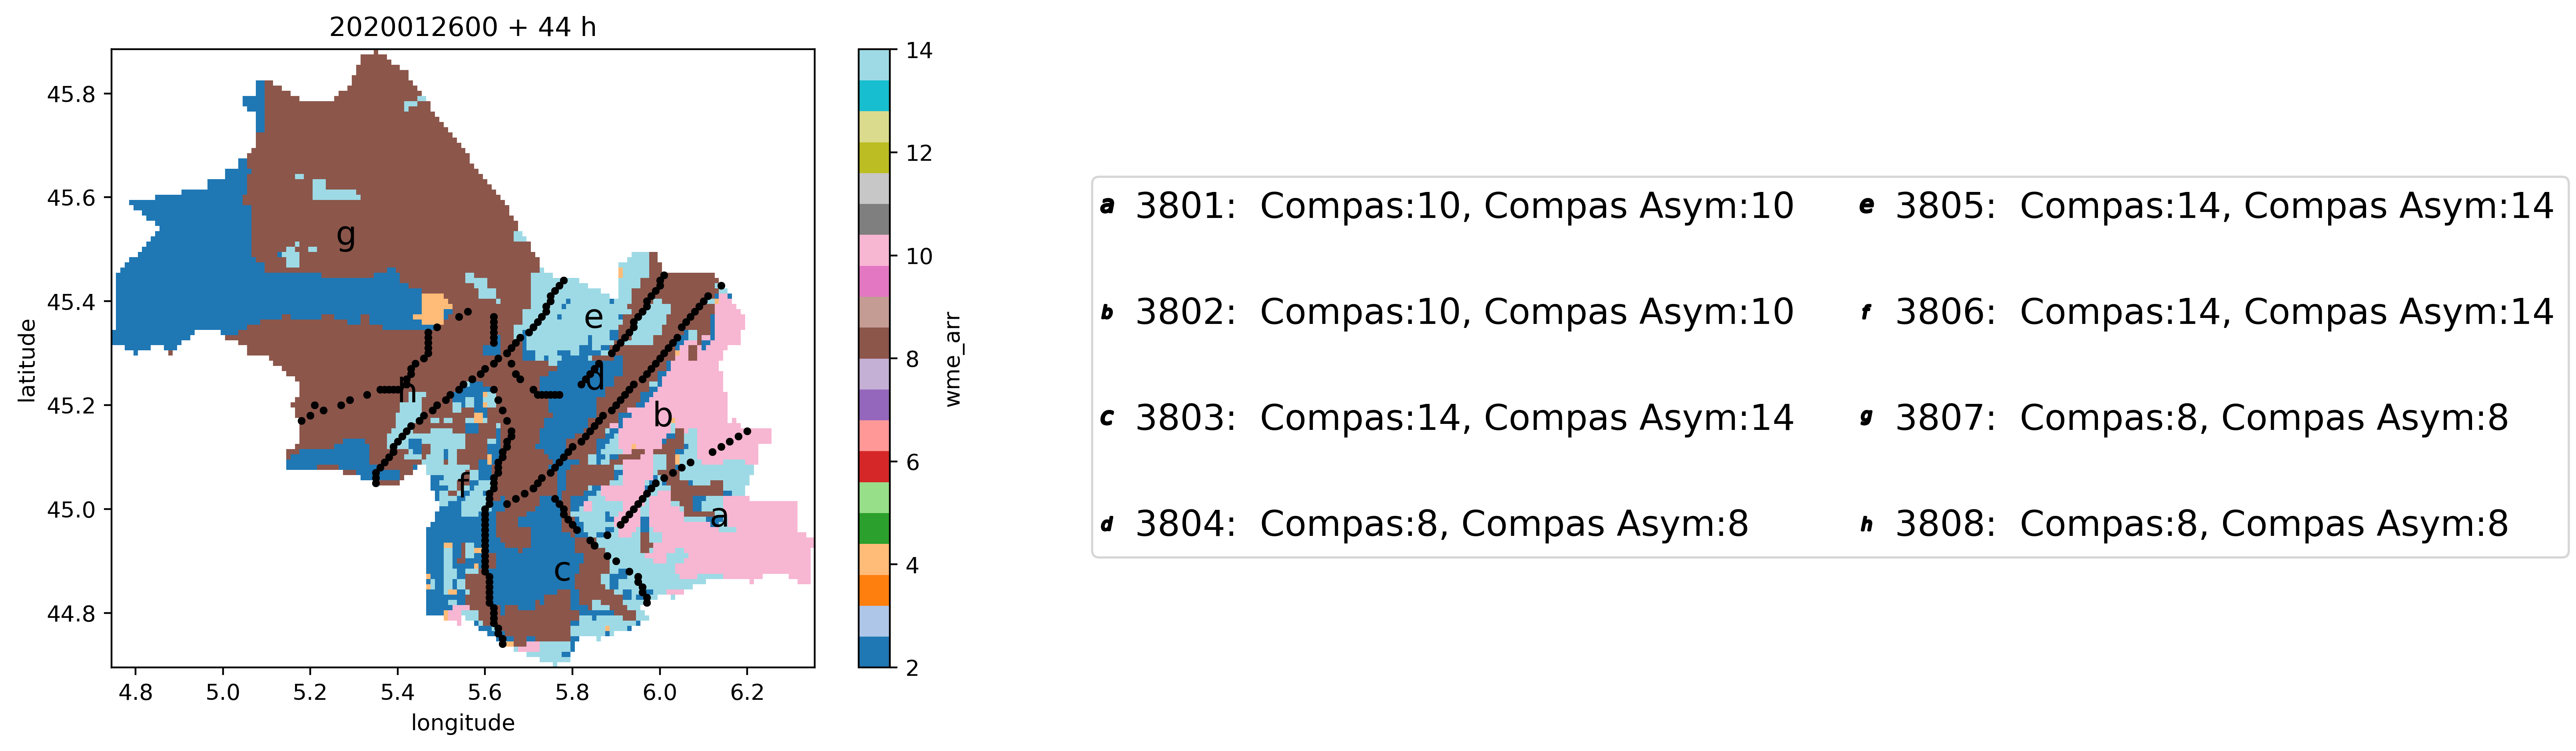 2020012600 + 44 h
45.8
45.6
45.4
45.2
45.0
44.8
latitude
4.8 5.0 5.2 5.4 5.6 5.8 6.0 6.2
longitude
g
e
h
d
b
f
a
c
14
12
10
8
6
4
2
wme_arr
a 3801: Compas:10, Compas Asym:10
b 3802: Compas:10, Compas Asym:10
c 3803: Compas:14, Compas Asym:14
d 3804: Compas:8, Compas Asym:8
e 3805: Compas:14, Compas Asym:14
f 3806: Compas:14, Compas Asym:14
g 3807: Compas:8, Compas Asym:8
h 3808: Compas:8, Compas Asym:8